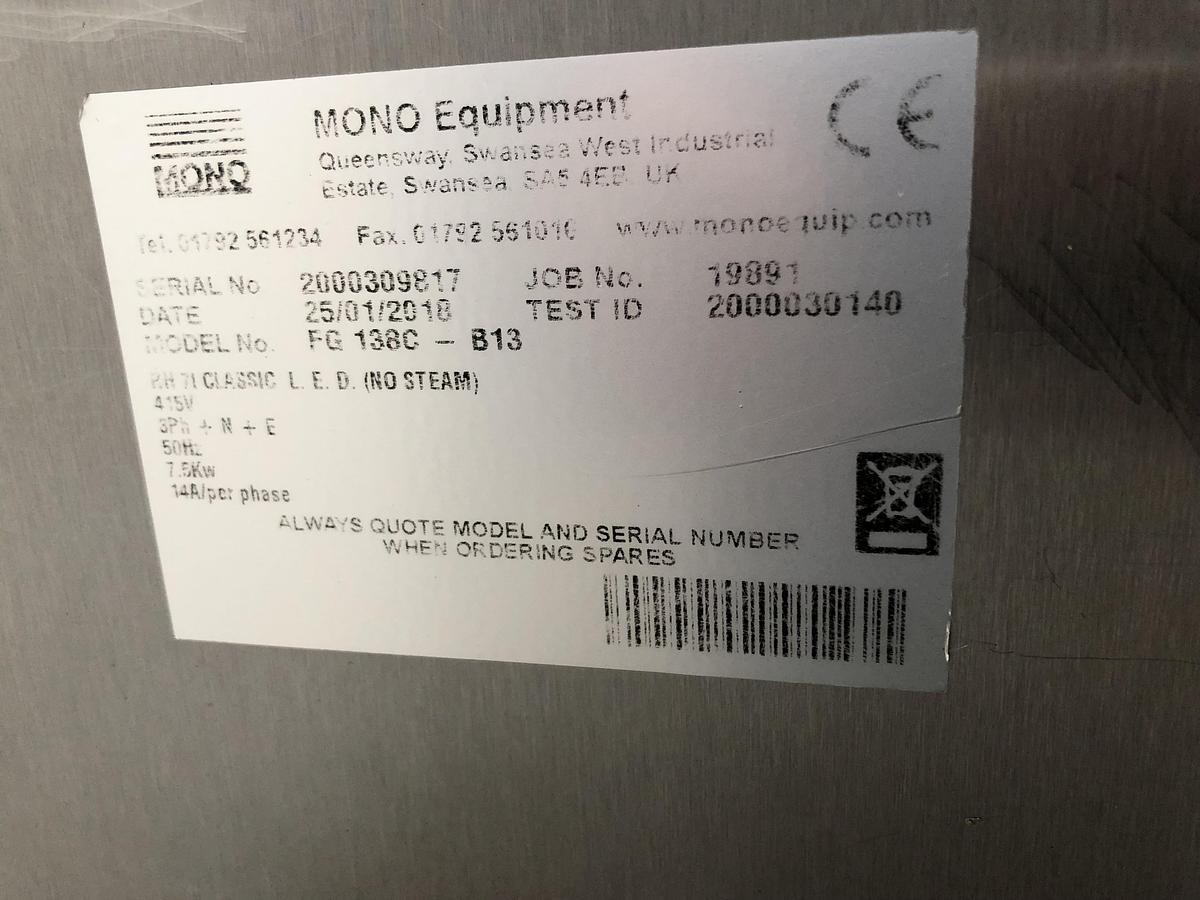 MONO
MONO Equipment
Queensway, Swansea West Industrial
Estate, Swansea SA5 4EB UK
CE
Tel. 01792 561234 Fax. 01792 561016 www.monoequip.com
SERIAL No 2000309817 JOB No. 19891
DATE 25/01/2018 TEST ID 2000030140
MODEL No. FG 138C - B13
CLASSIC L. E. D. (NO STEAM)
415V
3Ph + N + E
50Hz
7.5Kw
14A/per phase
ALWAYS QUOTE MODEL AND SERIAL NUMBER
WHEN ORDERING SPARES